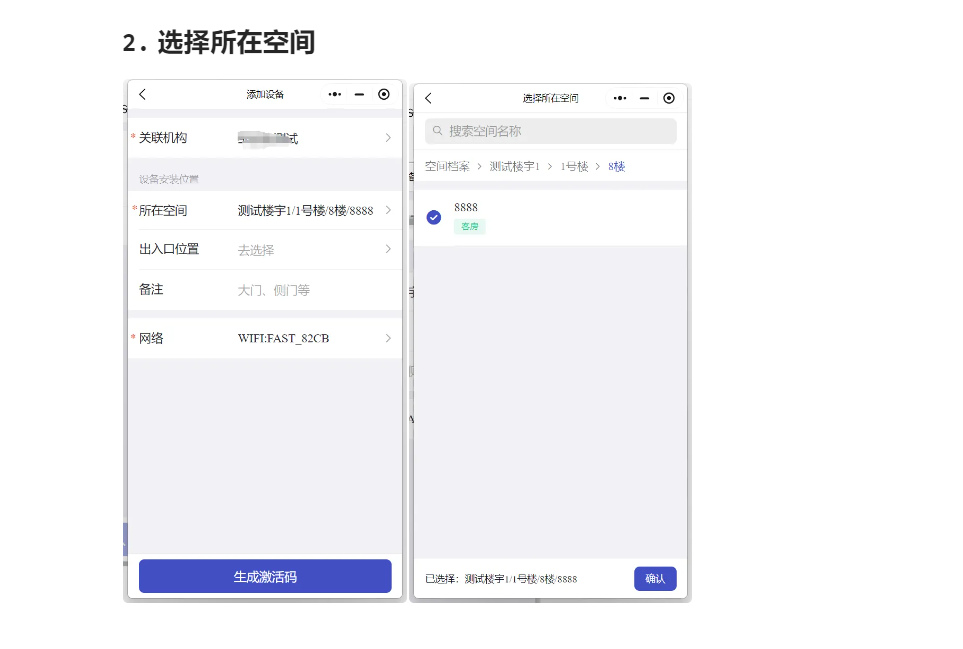 2. 选择所在空间
添加设备
* 关联机构
设备安装位置
* 所在空间 测试楼宇1/1号楼/8楼/8888
出入口位置 去选择
备注 大门、侧门等
* 网络 WIFI:FAST_82CB
生成激活码
选择所在空间
搜索空间名称
空间档案 > 测试楼宇1 > 1号楼 > 8楼
8888
客房
已选择：测试楼宇1/1号楼/8楼/8888
确认